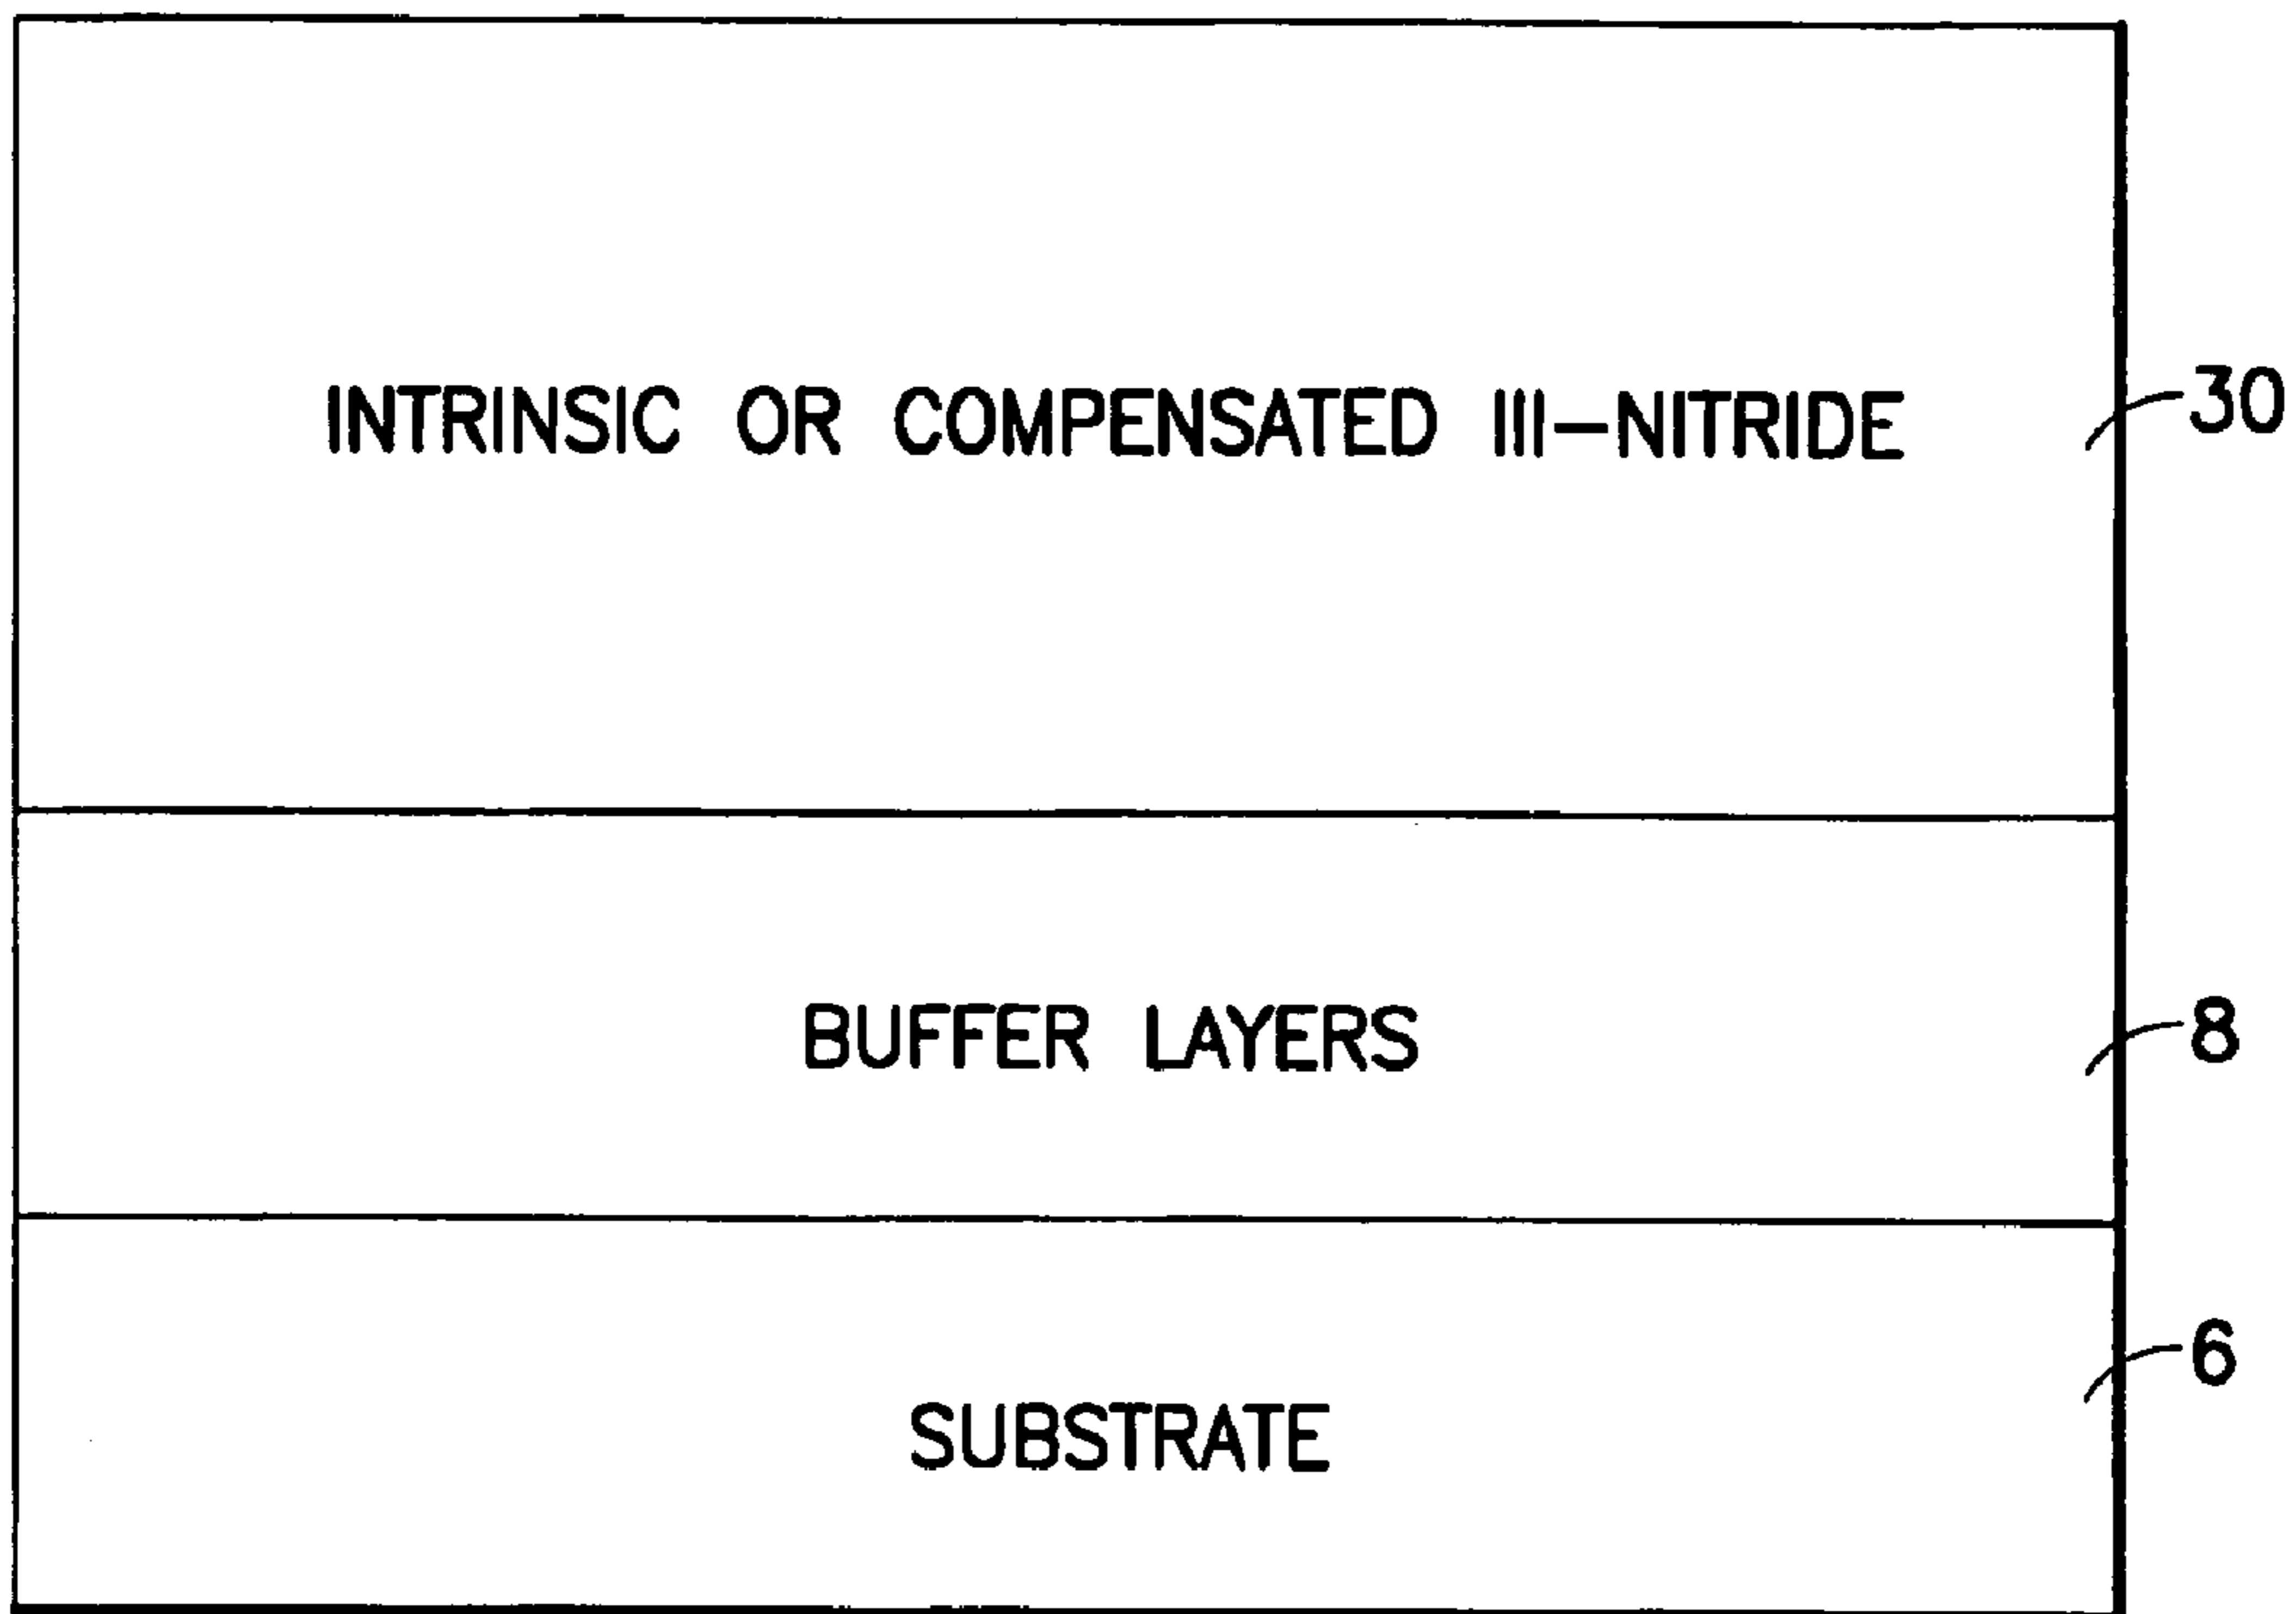 INTRINSIC OR COMPENSATED III-NITRIDE
30
BUFFER LAYERS
8
6
SUBSTRATE